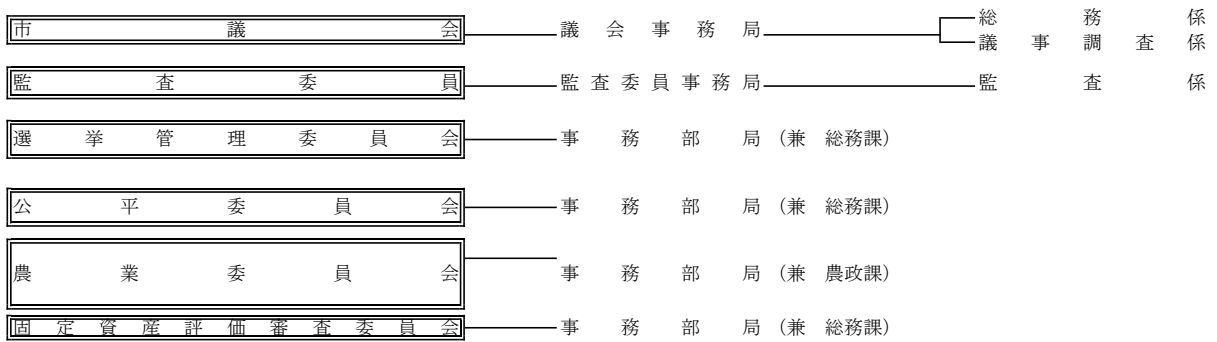 市議会 議会事務局 総務係
議事調査係
監査委員 監査委員事務局 監査係
選挙管理委員会 事務部局(兼 総務課)
公平委員会 事務部局(兼 総務課)
農業委員会 事務部局(兼 農政課)
固定資産評価審査委員会 事務部局(兼 総務課)